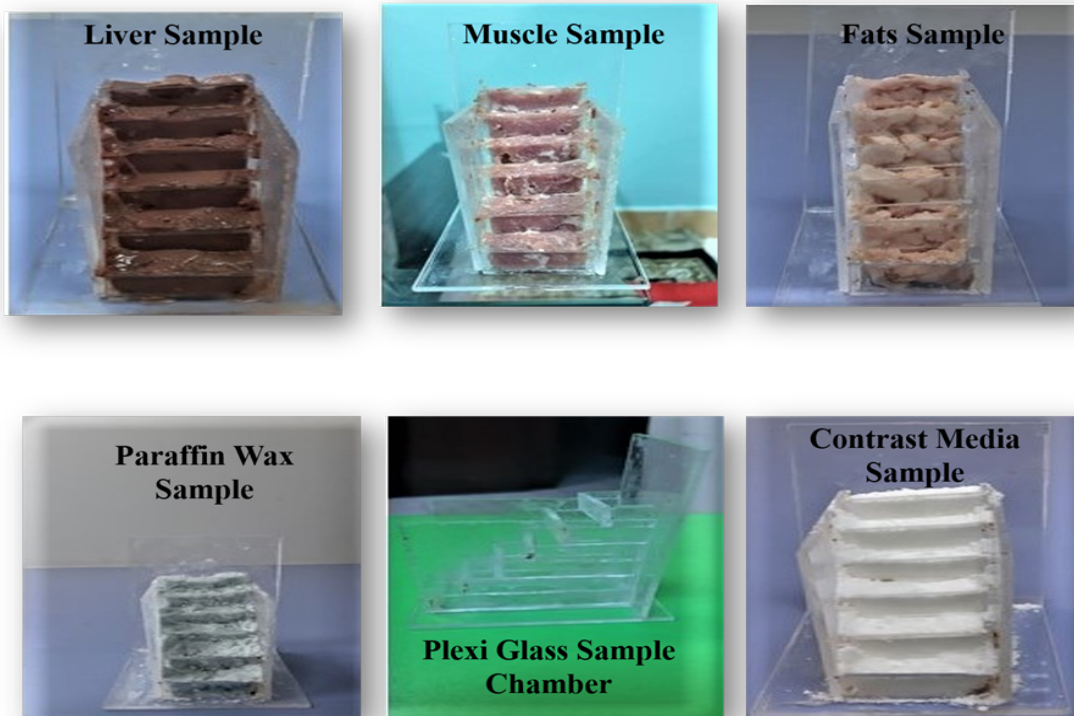 Liver Sample
Muscle Sample
Fats Sample
Paraffin Wax
Sample
Plexi Glass Sample
Chamber
Contrast Media
Sample